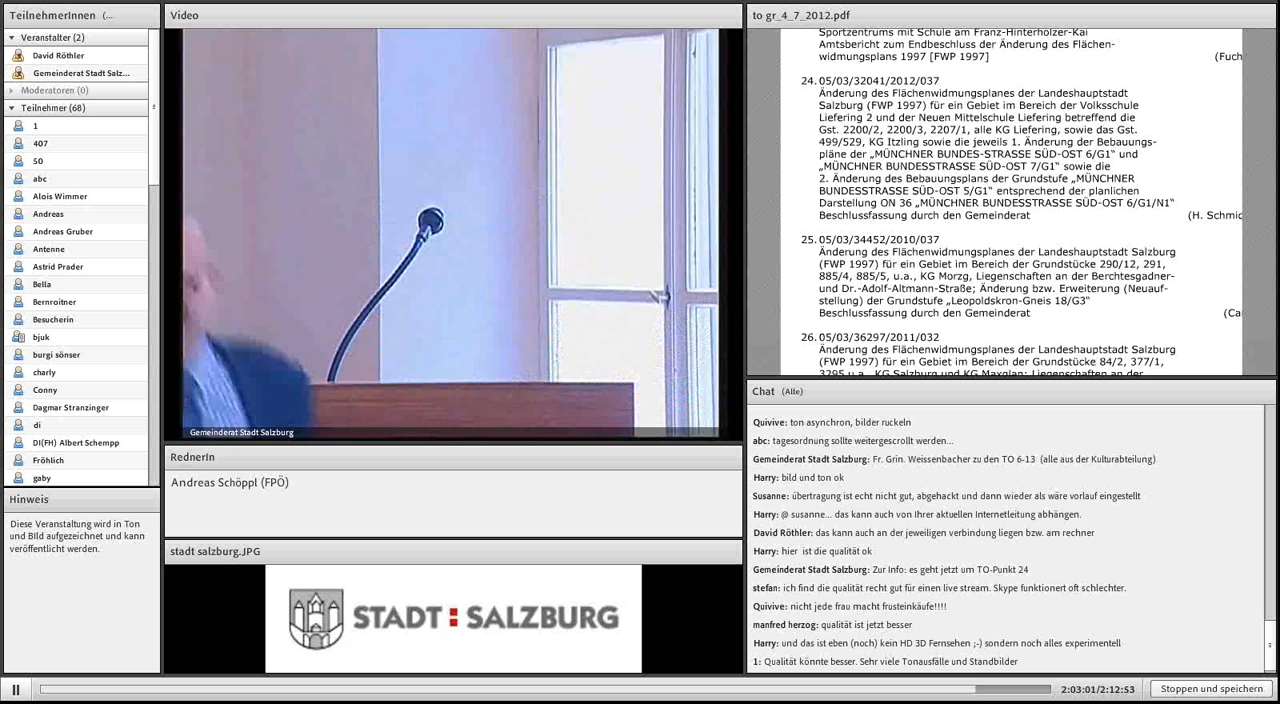 TeilnehmerInnen (...
Veranstalter (2)
David Röthler
Gemeinderat Stadt Salz...
Moderatoren (0)
Teilnehmer (68)
1
407
50
abc
Alois Wimmer
Andreas
Andreas Gruber
Antenne
Astrid Prader
Bella
Bernroitner
Besucherin
bjuk
burgi sönser
charly
Conny
Dagmar Stranzinger
di
DI(FH) Albert Schempp
Fröhlich
gaby
Hinweis
Diese Veranstaltung wird in Ton
und BIld aufgezeichnet und kann
veröffentlicht werden.
Video
Gemeinderat Stadt Salzburg
RednerIn
Andreas Schöppl (FPÖ)
stadt salzburg.JPG
STADT : SALZBURG
to gr_4_7_2012.pdf
Sportzentrums mit Schule am Franz-Hinterholzer-Kai
Amtsbericht zum Endbeschluss der Änderung des Flächen-
widmungsplans 1997 [FWP 1997] (Fuch
24. 05/03/32041/2012/037
Änderung des Flächenwidmungsplanes der Landeshauptstadt
Salzburg (FWP 1997) für ein Gebiet im Bereich der Volksschule
Liefering 2 und der Neuen Mittelschule Liefering betreffend die
Gst. 2200/2, 2200/3, 2207/1, alle KG Liefering, sowie das Gst.
499/529, KG Itzling sowie die jeweils 1. Änderung der Bebauungs-
pläne der „MÜNCHNER BUNDES-STRASSE SÜD-OST 6/G1“ und
„MÜNCHNER BUNDESSTRASSE SÜD-OST 7/G1“ sowie die
2. Änderung des Bebauungsplans der Grundstufe „MÜNCHNER
BUNDESSTRASSE SÜD-OST 5/G1“ entsprechend der planlichen
Darstellung ON 36 „MÜNCHNER BUNDESSTRASSE SÜD-OST 6/G1/N1“
Beschlussfassung durch den Gemeinderat (H. Schmid
25. 05/03/34452/2010/037
Änderung des Flächenwidmungsplanes der Landeshauptstadt Salzburg
(FWP 1997) für ein Gebiet im Bereich der Grundstücke 290/12, 291,
885/4, 885/5, u.a., KG Morzg, Liegenschaften an der Berchtesgadner-
und Dr.-Adolf-Altmann-Straße; Änderung bzw. Erweiterung (Neuauf-
stellung) der Grundstufe „Leopoldskron-Gneis 18/G3“
Beschlussfassung durch den Gemeinderat (Ca
26. 05/03/36297/2011/032
Änderung des Flächenwidmungsplanes der Landeshauptstadt Salzburg
(FWP 1997) für ein Gebiet im Bereich der Grundstücke 84/2, 377/1,
3295 u.a., KG Salzburg und KG Maxglan; Liegenschaften an der
Chat (Alle)
Quivive: ton asynchron, bilder ruckeln
abc: tagesordnung sollte weitergescrollt werden...
Gemeinderat Stadt Salzburg: Fr. Grin. Weissenbacher zu den TO 6-13 (alle aus der Kulturabteilung)
Harry: bild und ton ok
Susanne: übertragung ist echt nicht gut, abgehackt und dann wieder als wäre vorlauf eingestellt
Harry: @ susanne... das kann auch von Ihrer aktuellen Internetleitung abhängen.
David Röthler: das kann auch an der jeweiligen verbindung liegen bzw. am rechner
Harry: hier ist die qualität ok
Gemeinderat Stadt Salzburg: Zur Info: es geht jetzt um TO-Punkt 24
stefan: ich find die qualität recht gut für einen live stream. Skype funktioniert oft schlechter.
Quivive: nicht jede frau macht frusteinkäufe!!!!
manfred herzog: qualität ist jetzt besser
Harry: und das ist eben (noch) kein HD 3D Fernsehen ;-) sondern noch alles experimentell
1: Qualität könnte besser. Sehr viele Tonausfälle und Standbilder
2:03:01/2:12:53
Stoppen und speichern